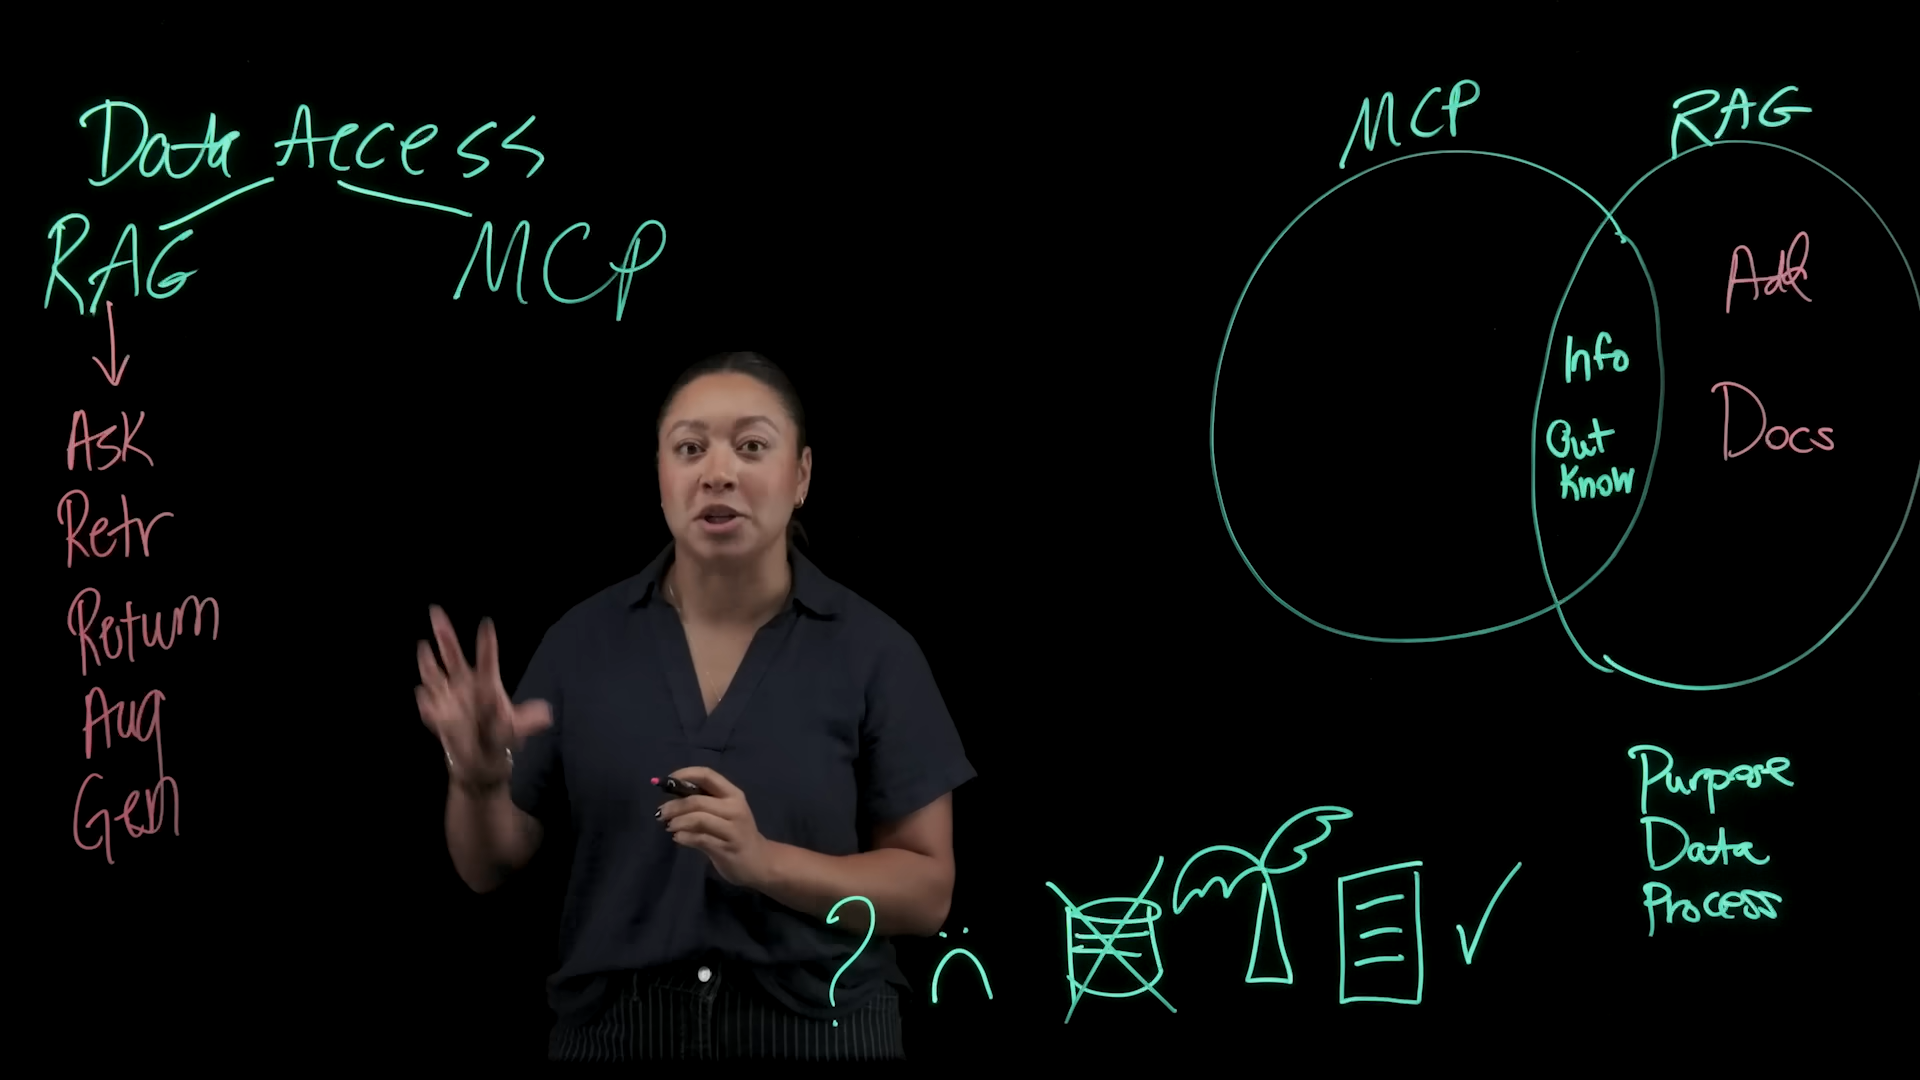 Data Access
RAG
MCP
Ask
Retr
Return
Aug
Gen
?
MCP
RAG
Info
Out
Know
Add
Docs
Purpose
Data
Process